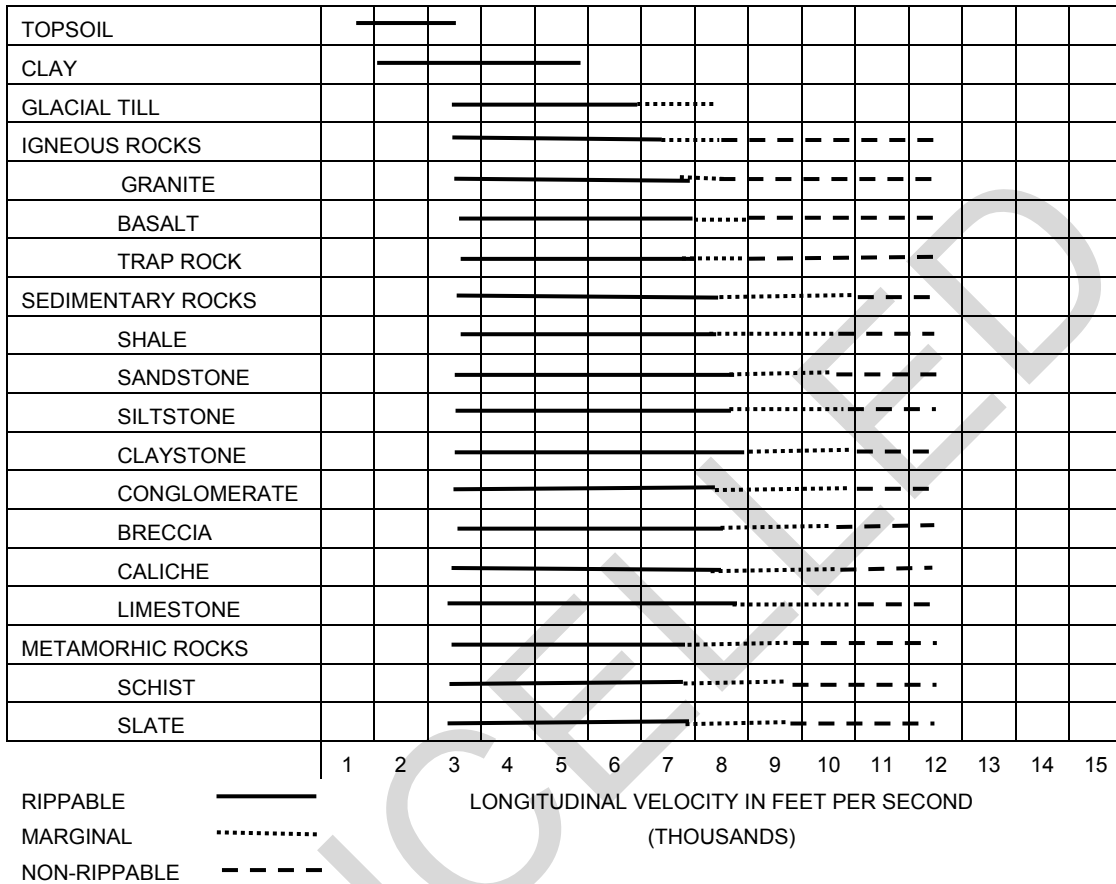 TOPSOIL
CLAY
GLACIAL TILL
IGNEOUS ROCKS
GRANITE
BASALT
TRAP ROCK
SEDIMENTARY ROCKS
SHALE
SANDSTONE
SILTSTONE
CLAYSTONE
CONGLOMERATE
BRECCIA
CALICHE
LIMESTONE
METAMORHIC ROCKS
SCHIST
SLATE
1 2 3 4 5 6 7 8 9 10 11 12 13 14 15
RIPPABLE LONGITUDINAL VELOCITY IN FEET PER SECOND
MARGINAL (THOUSANDS)
NON-RIPPABLE
CELLED